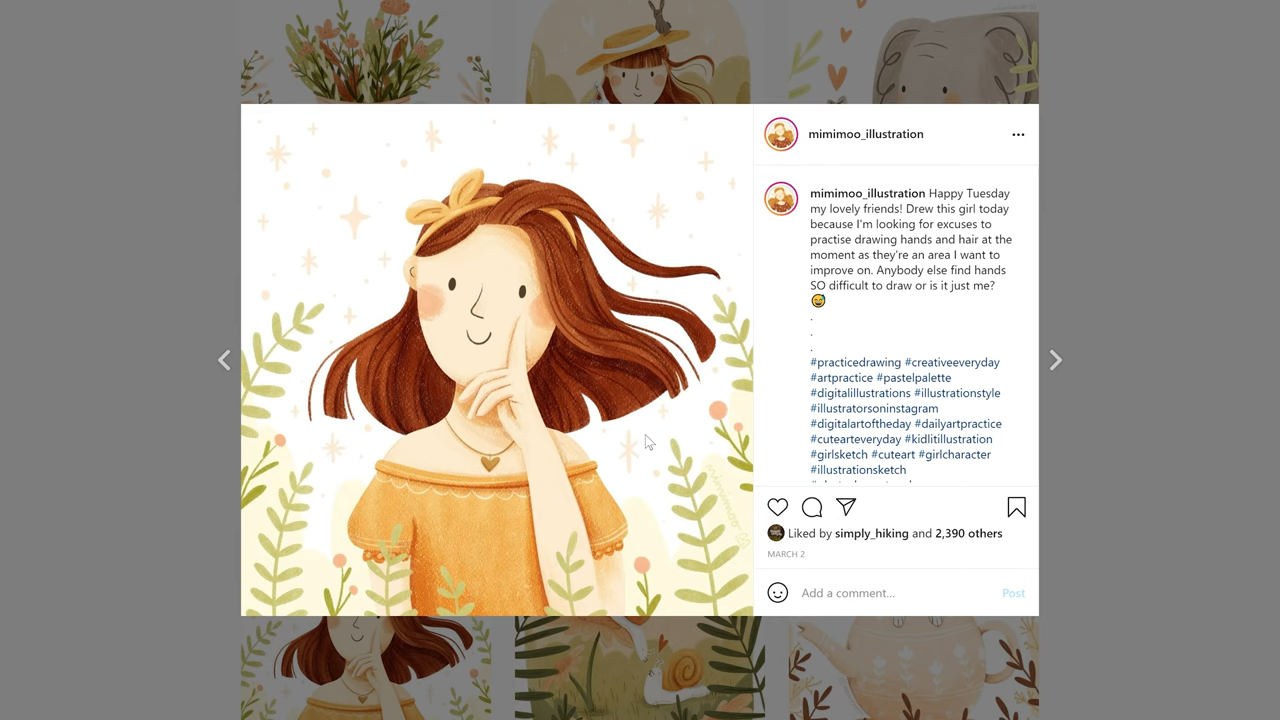 mimimoo_illustration
mimimoo_illustration Happy Tuesday
my lovely friends! Drew this girl today
because I'm looking for excuses to
practise drawing hands and hair at the
moment as they're an area I want to
improve on. Anybody else find hands
SO difficult to draw or is it just me?
😅
.
.
.
#practicedrawing #creativeeveryday
#artpractice #pastelpalette
#digitalillustrations #illustrationstyle
#illustratorsoninstagram
#digitalartoftheday #dailyartpractice
#cutearteveryday #kidlitillustration
#girlsketch #cuteart #girlcharacter
#illustrationsketch
mimimoo
Liked by simply_hiking and 2,390 others
MARCH 2
Add a comment...
Post